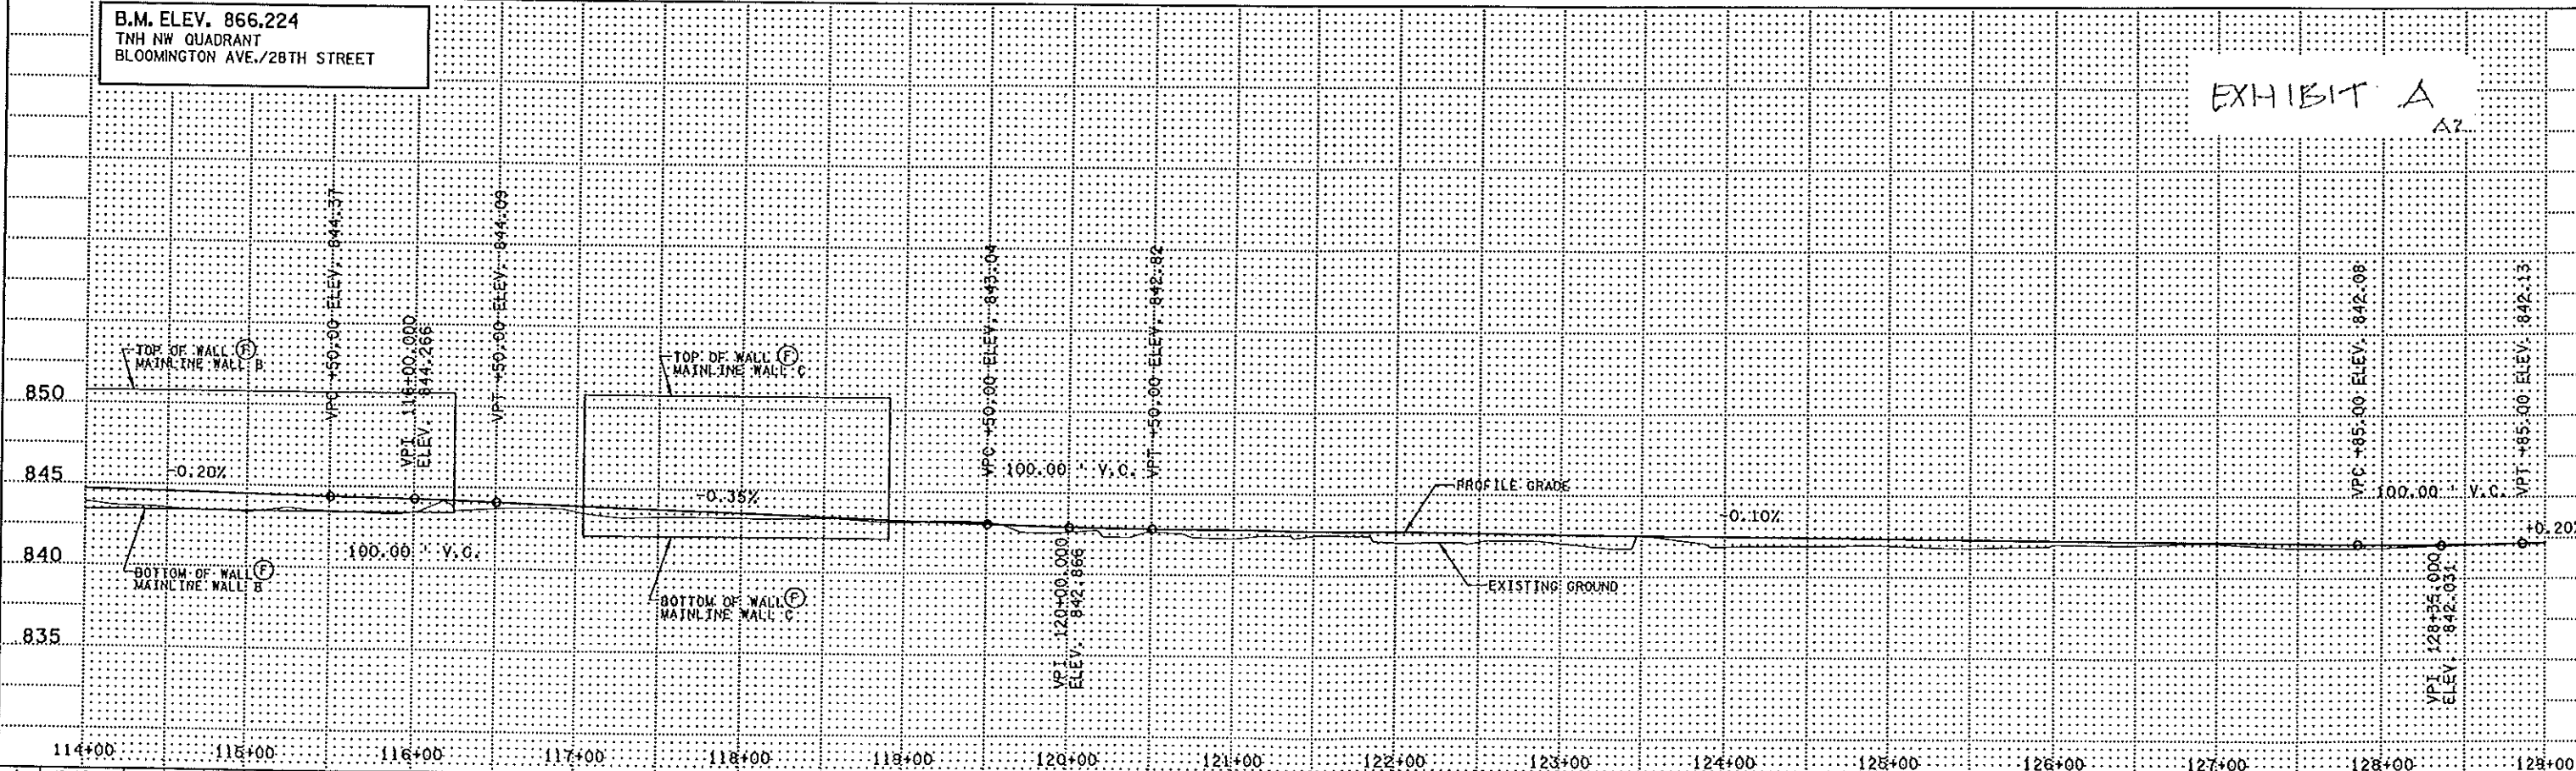 B.M. ELEV. 866.224
TNH NW QUADRANT
BLOOMINGTON AVE./28TH STREET
EXHIBIT A
A2
VPC +50.00 ELEV. 844.37
VPI 116+00.000
ELEV. 844.266
VPT +50.00 ELEV. 844.09
VPC +50.00 ELEV. 843.04
VPT +50.00 ELEV. 842.82
VPC +85.00 ELEV. 842.08
VPT +85.00 ELEV. 842.13
TOP OF WALL F
MAINLINE WALL B
TOP OF WALL F
MAINLINE WALL C
850
845
840
835
-0.20%
-0.35%
100.00 ' V.C.
PROFILE GRADE
-0.10%
100.00 ' V.C.
+0.20%
100.00 ' V.C.
BOTTOM OF WALL F
MAINLINE WALL B
BOTTOM OF WALL F
MAINLINE WALL C
EXISTING GROUND
VPI 120+00.000
ELEV. 842.866
VPI 128+35.000
ELEV. 842.031
114+00 115+00 116+00 117+00 118+00 119+00 120+00 121+00 122+00 123+00 124+00 125+00 126+00 127+00 128+00 129+00